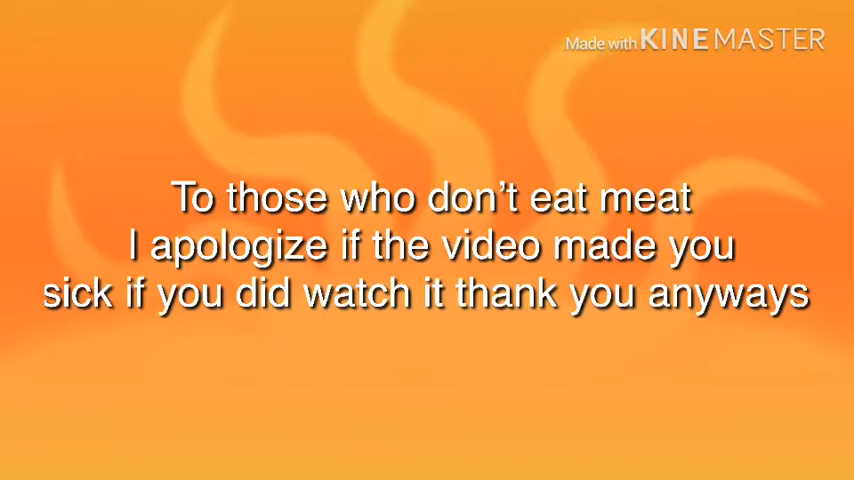 Made with KINEMASTER
To those who don't eat meat
I apologize if the video made you
sick if you did watch it thank you anyways